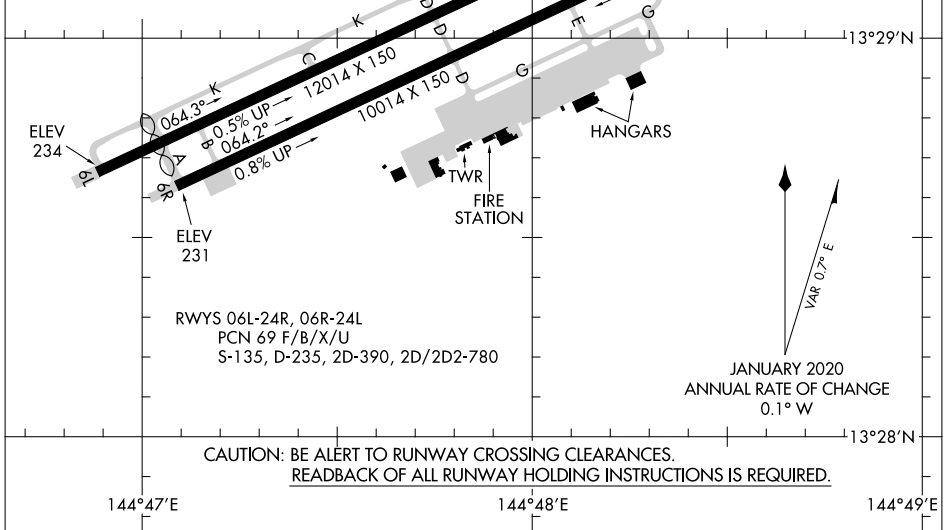 K
D
D
E
G
13°29'N
C
G
D
K
12014 X 150
10014 X 150
064.3°
0.5% UP
064.2°
0.8% UP
B
A
HANGARS
ELEV
234
6L
6R
TWR
FIRE
STATION
ELEV
231
VAR 0.7° E
RWYS 06L-24R, 06R-24L
PCN 69 F/B/X/U
S-135, D-235, 2D-390, 2D/2D2-780
JANUARY 2020
ANNUAL RATE OF CHANGE
0.1° W
13°28'N
CAUTION: BE ALERT TO RUNWAY CROSSING CLEARANCES.
READBACK OF ALL RUNWAY HOLDING INSTRUCTIONS IS REQUIRED.
144°47'E
144°48'E
144°49'E